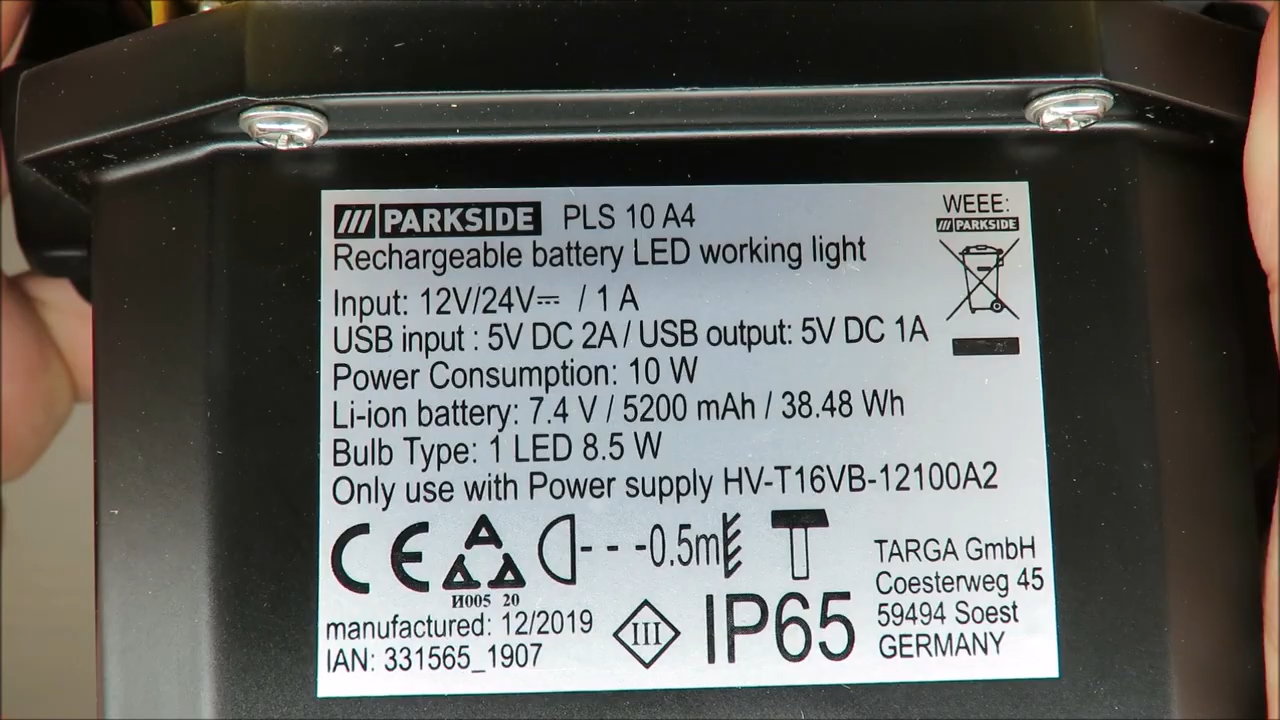 /// PARKSIDE PLS 10 A4
Rechargeable battery LED working light
Input: 12V/24V⎓ / 1 A
USB input : 5V DC 2A / USB output: 5V DC 1A
Power Consumption: 10 W
Li-ion battery: 7.4 V / 5200 mAh / 38.48 Wh
Bulb Type: 1 LED 8.5 W
Only use with Power supply HV-T16VB-12100A2
WEEE:
/// PARKSIDE
CE
И005 20
---0.5m
manufactured: 12/2019
IAN: 331565_1907
III
IP65
TARGA GmbH
Coesterweg 45
59494 Soest
GERMANY